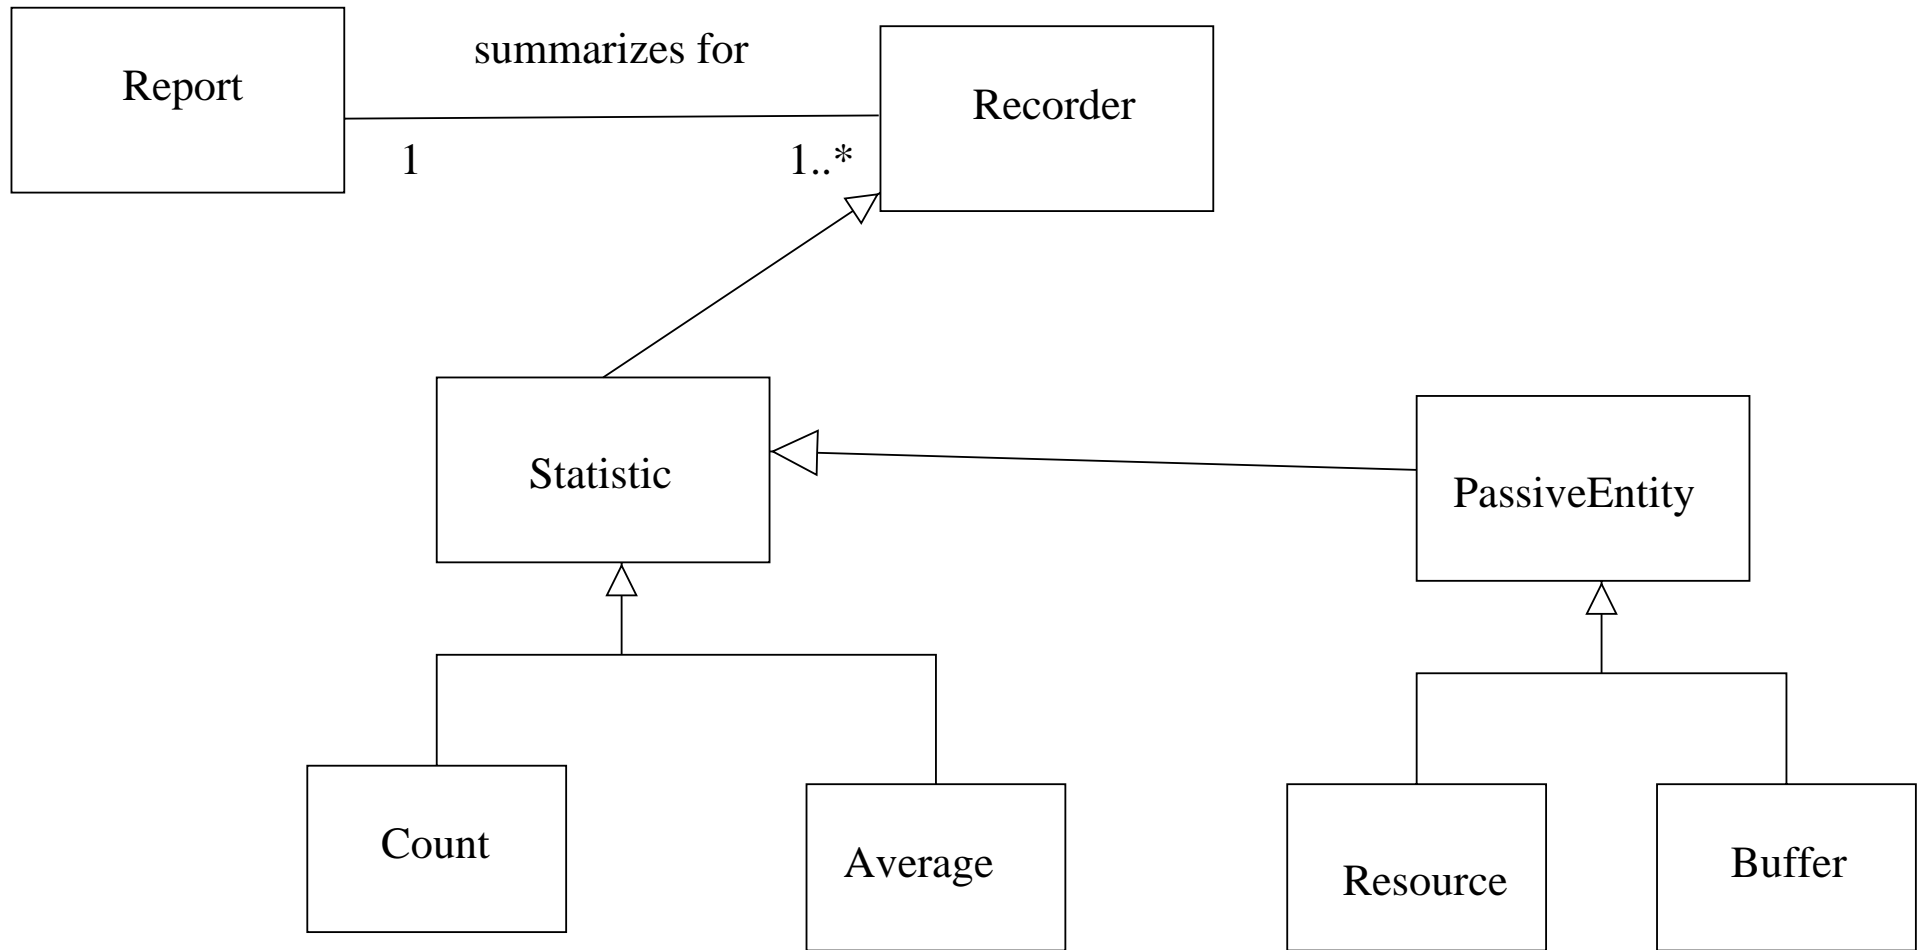 summarizes for
Report
Recorder
1
1..*
Statistic
PassiveEntity
Count
Average
Resource
Buffer